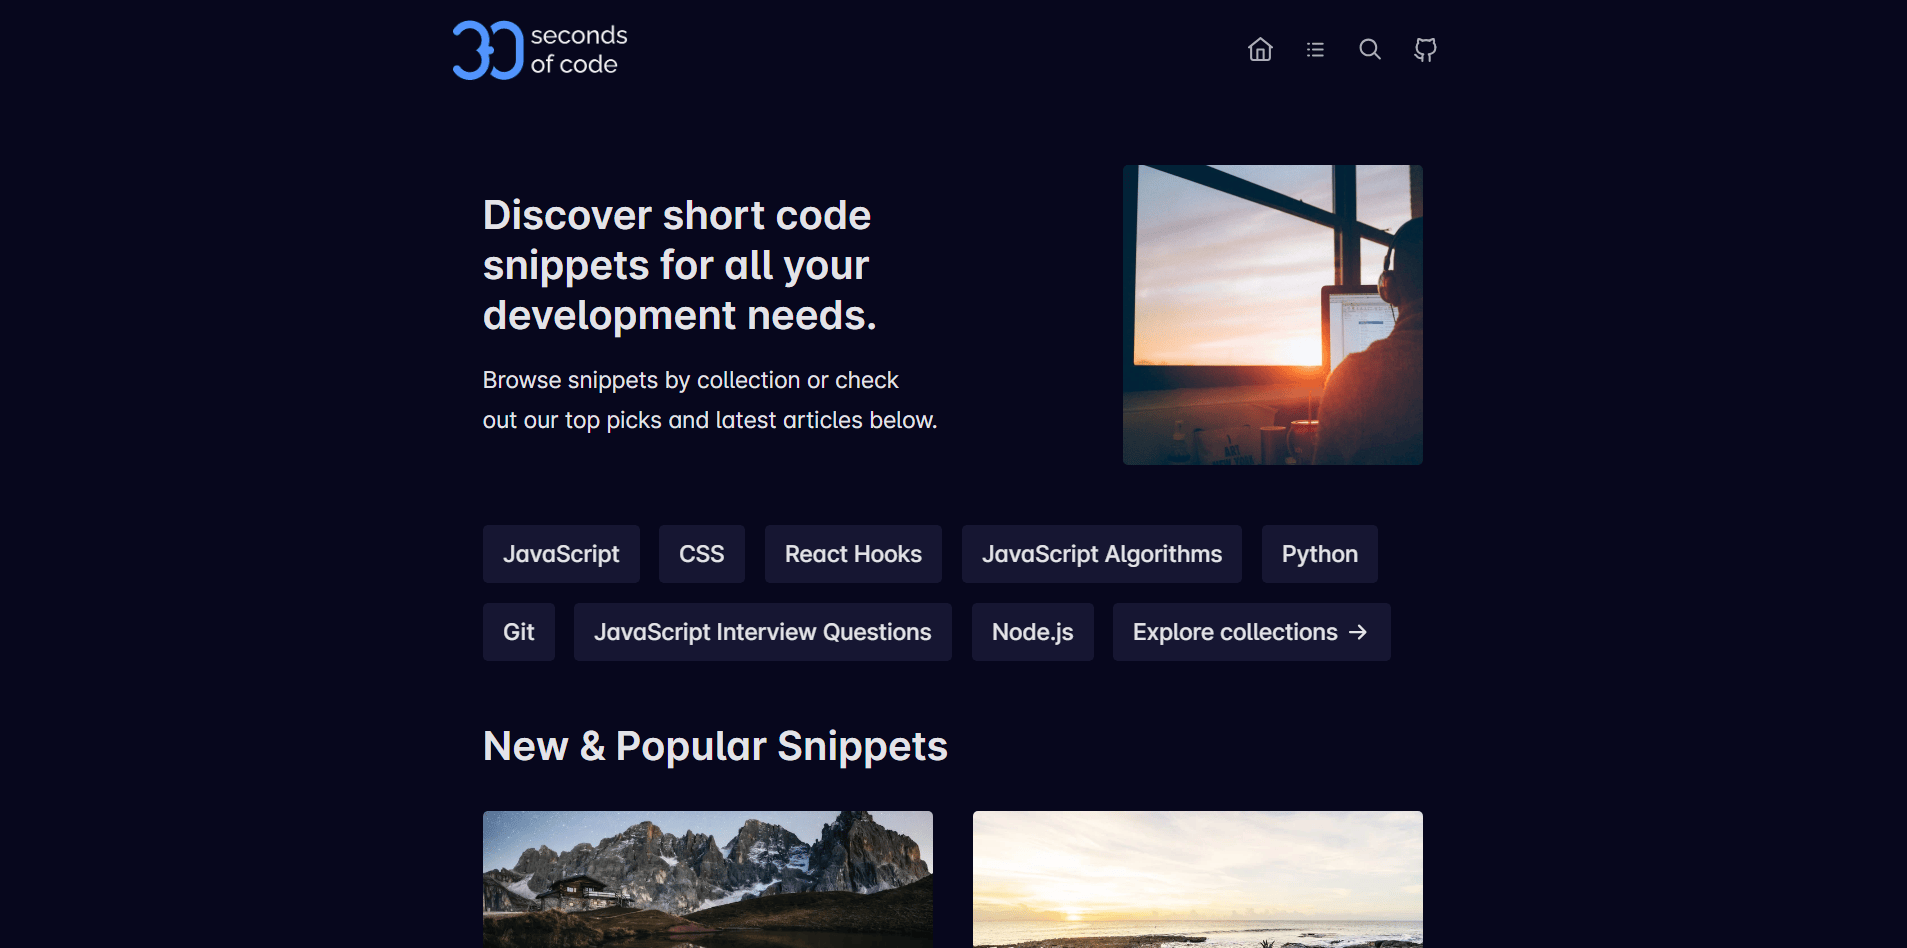 30 seconds
of code
Discover short code
snippets for all your
development needs.
Browse snippets by collection or check
out our top picks and latest articles below.
JavaScript
CSS
React Hooks
JavaScript Algorithms
Python
Git
JavaScript Interview Questions
Node.js
Explore collections →
New & Popular Snippets